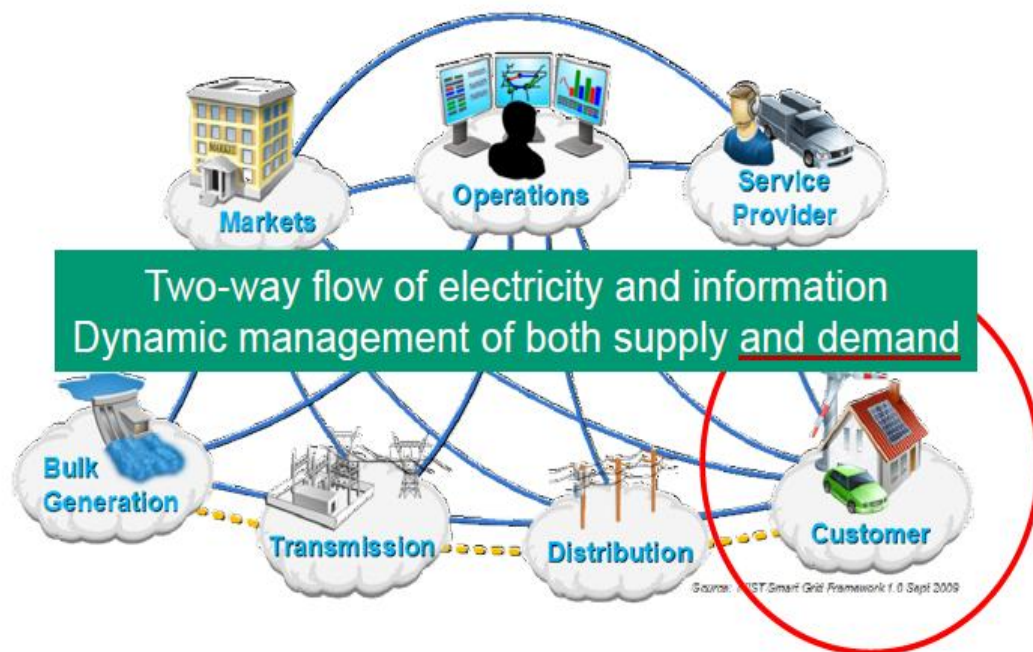 MARKET
Markets
Operations
Service
Provider
Two-way flow of electricity and information
Dynamic management of both supply and demand
Bulk
Generation
Transmission
Distribution
Customer
Source: NIST Smart Grid Framework 1.0 Sept 2009